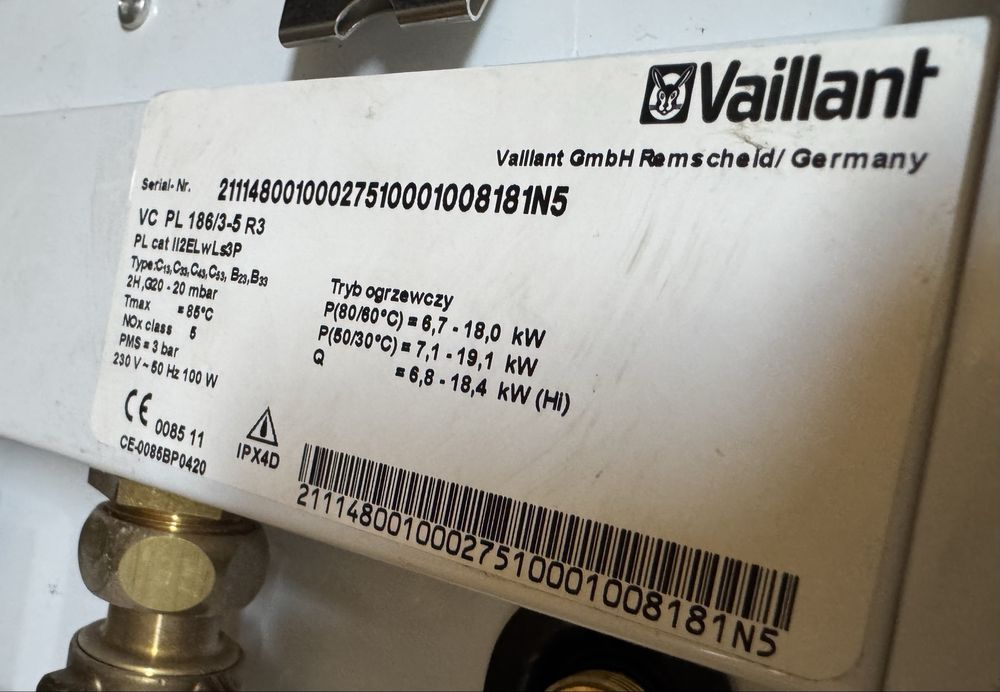 Vaillant
Vaillant GmbH Remscheid/ Germany
Serial- Nr. 21114800100027510001008181N5
VC PL 186/3-5 R3
PL cat II2ELwLs3P
Type:C13,C33,C43,C53, B23,B33
2H,G20 - 20 mbar
Tmax = 85°C
NOx class 5
PMS = 3 bar
230 V ~ 50 Hz 100 W
Tryb ogrzewczy
P(80/60°C) = 6,7 - 18,0 kW
P(50/30°C) = 7,1 - 19,1 kW
Q = 6,8 - 18,4 kW (Hi)
CE 0085 11
CE-0085BP0420
IPX4D
21114800100027510001008181N5